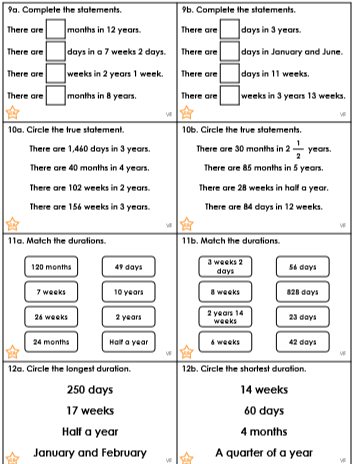 9a. Complete the statements.
There are months in 12 years.
There are days in a 7 weeks 2 days.
There are weeks in 2 years 1 week.
There are months in 8 years.
VF
9b. Complete the statements.
There are days in 3 years.
There are days in January and June.
There are days in 11 weeks.
There are weeks in 3 years 13 weeks.
VF
10a. Circle the true statement.
There are 1,460 days in 3 years.
There are 40 months in 4 years.
There are 102 weeks in 2 years.
There are 156 weeks in 3 years.
VF
10b. Circle the true statements.
There are 30 months in 2 1/2 years.
There are 85 months in 5 years.
There are 28 weeks in half a year.
There are 84 days in 12 weeks.
VF
11a. Match the durations.
120 months 49 days
7 weeks 10 years
26 weeks 2 years
24 months Half a year
VF
11b. Match the durations.
3 weeks 2 days 56 days
8 weeks 828 days
2 years 14 weeks 23 days
6 weeks 42 days
VF
12a. Circle the longest duration.
250 days
17 weeks
Half a year
January and February
VF
12b. Circle the shortest duration.
14 weeks
60 days
4 months
A quarter of a year
VF